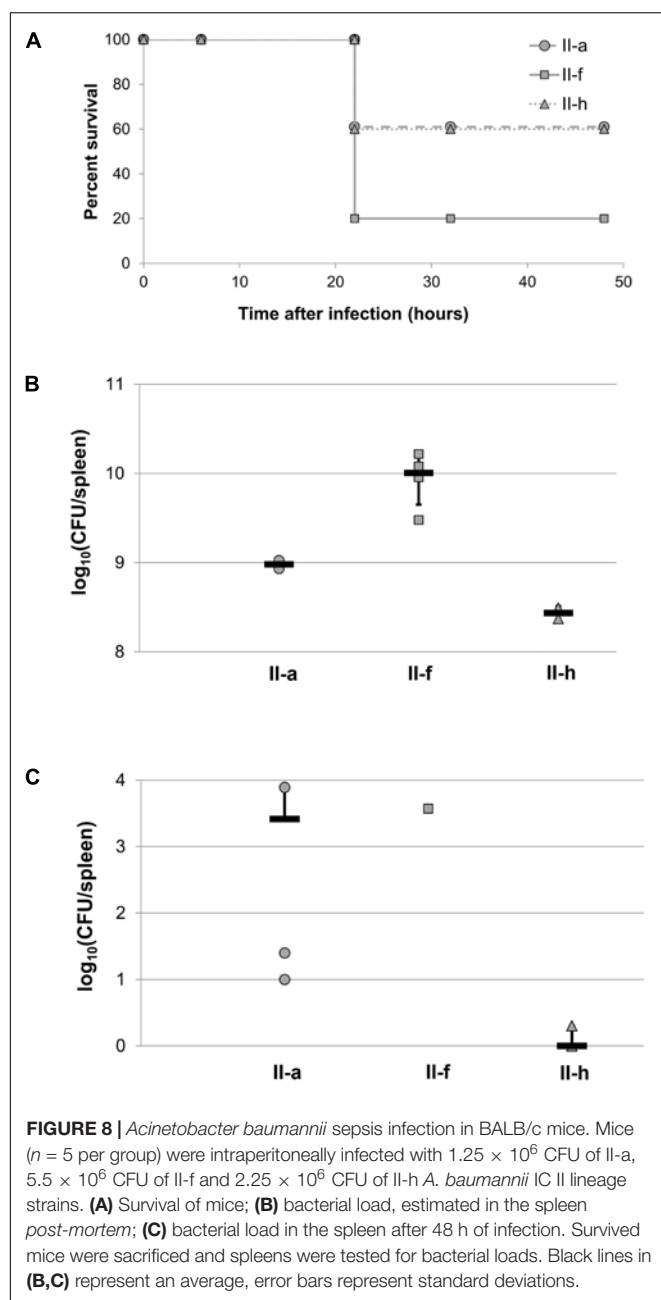 A
100
80
60
40
20
0
Percent survival
0 10 20 30 40 50
Time after infection (hours)
II-a
II-f
II-h
B
11
10
9
8
log10(CFU/spleen)
II-a II-f II-h
C
4
3
2
1
0
log10(CFU/spleen)
II-a II-f II-h
FIGURE 8 | Acinetobacter baumannii sepsis infection in BALB/c mice. Mice
(n = 5 per group) were intraperitoneally infected with 1.25 × 10⁶ CFU of II-a,
5.5 × 10⁶ CFU of II-f and 2.25 × 10⁶ CFU of II-h A. baumannii IC II lineage
strains. (A) Survival of mice; (B) bacterial load, estimated in the spleen
post-mortem; (C) bacterial load in the spleen after 48 h of infection. Survived
mice were sacrificed and spleens were tested for bacterial loads. Black lines in
(B,C) represent an average, error bars represent standard deviations.